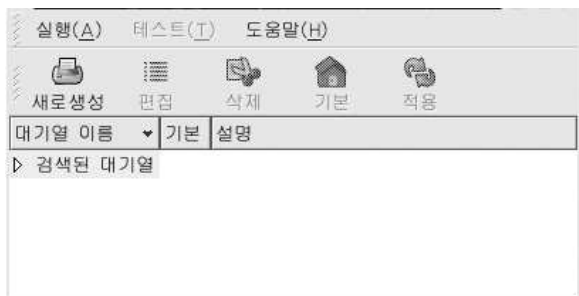 실행(A) 테스트(T) 도움말(H)
새로생성 편집 삭제 기본 적용
대기열 이름 기본 설명
검색된 대기열